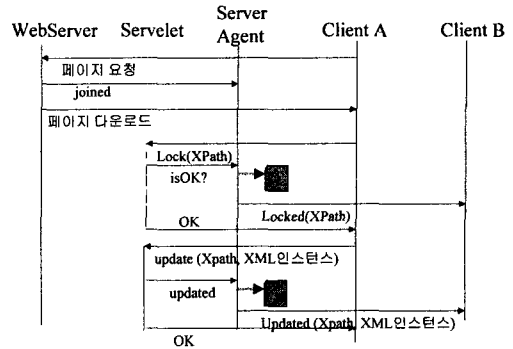 WebServer Servelet Server Agent Client A Client B
페이지 요청
joined
페이지 다운로드
Lock(XPath)
isOK?
Locked(XPath)
OK
update (Xpath, XML인스턴스)
updated
Updated (Xpath, XML인스턴스)
OK